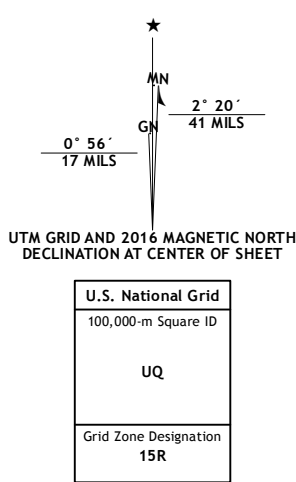 ★
MN
2° 20´
41 MILS
GN
0° 56´
17 MILS
UTM GRID AND 2016 MAGNETIC NORTH
DECLINATION AT CENTER OF SHEET
U.S. National Grid
100,000-m Square ID
UQ
Grid Zone Designation
15R